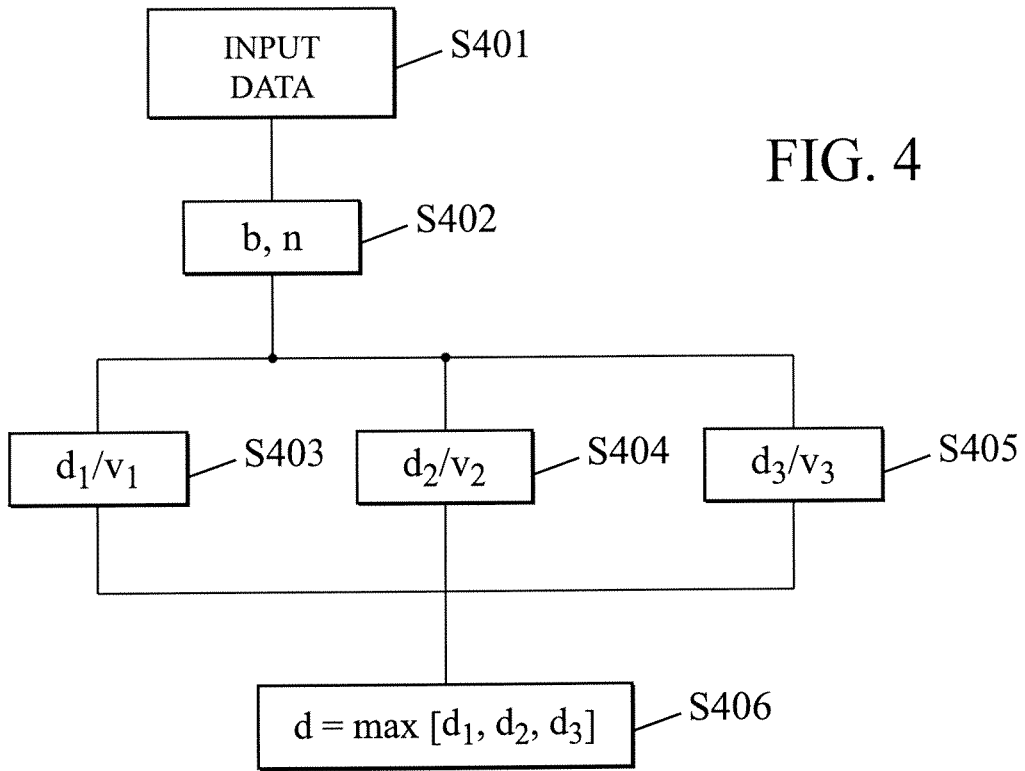 INPUT
DATA
S401
FIG. 4
b, n
S402
d₁/v₁
S403
d₂/v₂
S404
d₃/v₃
S405
d = max [d₁, d₂, d₃]
S406